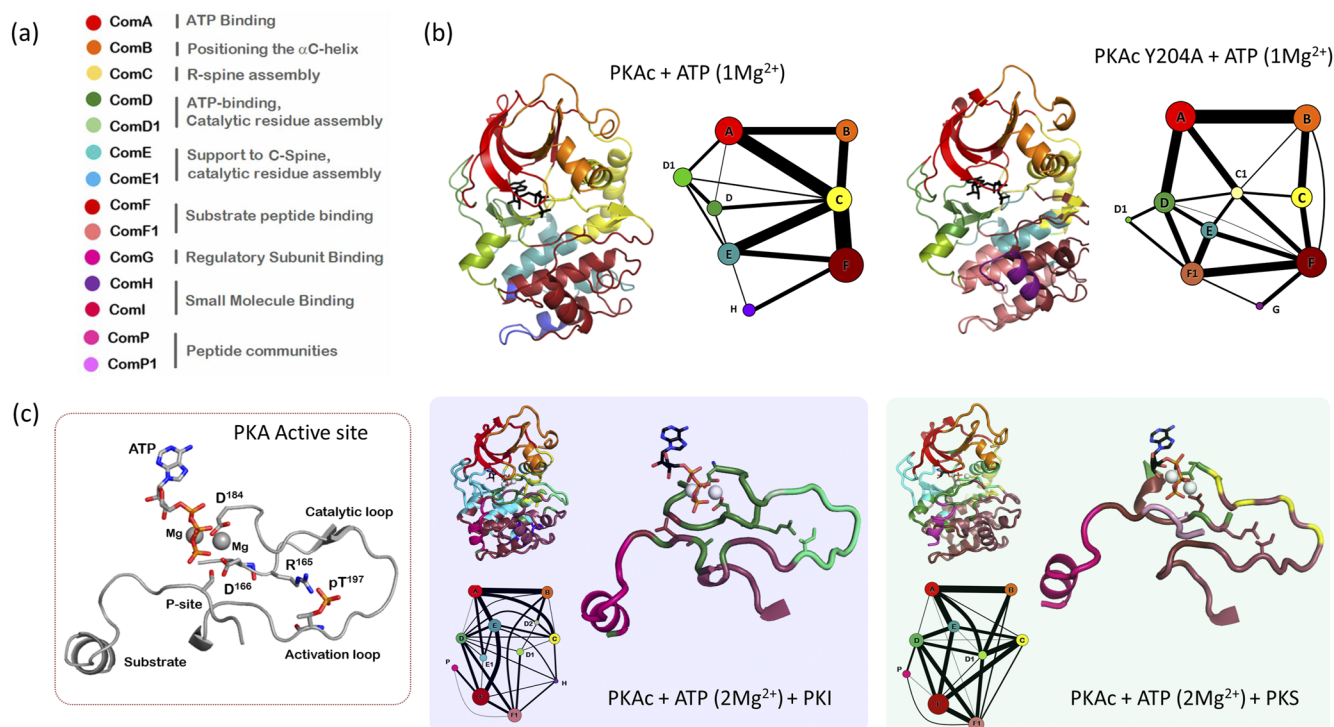 (a)
ComA
ATP Binding
ComB
Positioning the αC-helix
ComC
R-spine assembly
ComD
ATP-binding,
Catalytic residue assembly
ComD1
ComE
Support to C-Spine,
catalytic residue assembly
ComE1
ComF
Substrate peptide binding
ComF1
ComG
Regulatory Subunit Binding
ComH
Small Molecule Binding
ComI
ComP
Peptide communities
ComP1
(b)
PKAc + ATP (1Mg²⁺)
A
B
D1
D
C
E
F
H
PKAc Y204A + ATP (1Mg²⁺)
A
B
C1
D
C
D1
E
F
F1
G
(c)
PKA Active site
ATP
D¹⁸⁴
Mg
Mg
Catalytic loop
R¹⁶⁵
pT¹⁹⁷
D¹⁶⁶
P-site
Substrate
Activation loop
A
B
D2
E
D
C
D1
E1
P
H
F1
PKAc + ATP (2Mg²⁺) + PKI
A
B
E
D
C
D1
P
F1
PKAc + ATP (2Mg²⁺) + PKS